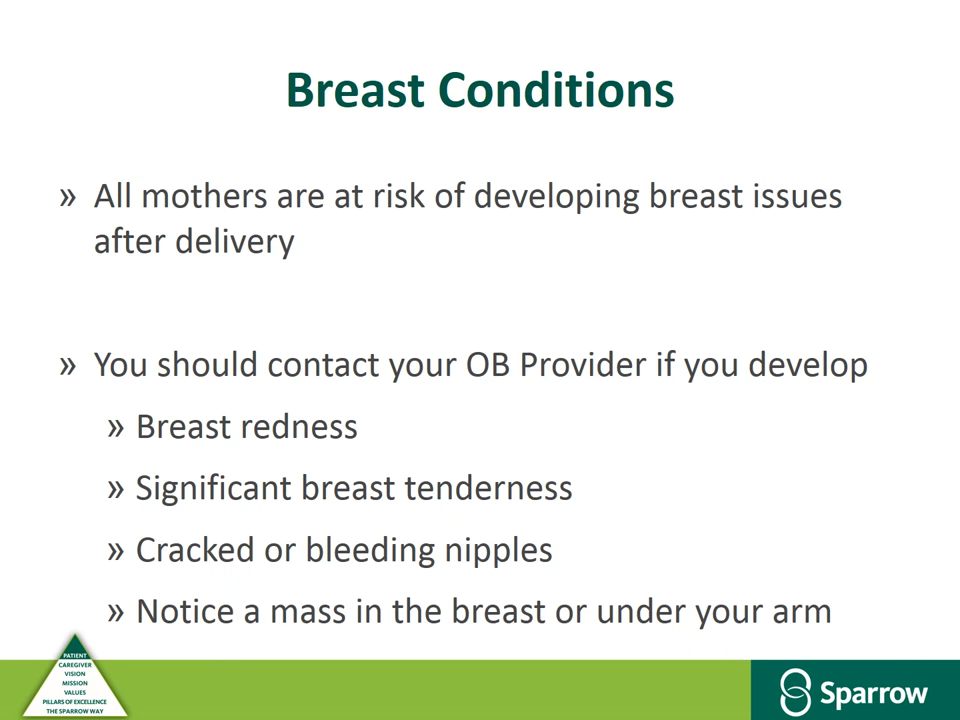 Breast Conditions
» All mothers are at risk of developing breast issues
after delivery
» You should contact your OB Provider if you develop
» Breast redness
» Significant breast tenderness
» Cracked or bleeding nipples
» Notice a mass in the breast or under your arm
PATIENT
CAREGIVER
VISION
MISSION
VALUES
PILLARS OF EXCELLENCE
THE SPARROW WAY
Sparrow